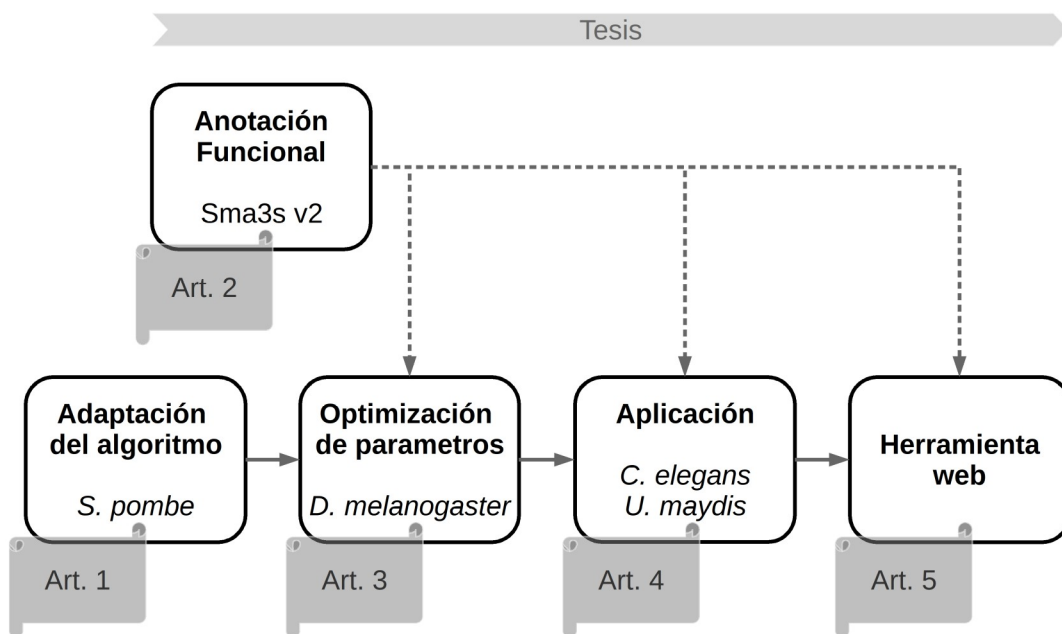 Tesis
Anotación
Funcional
Sma3s v2
Art. 2
Adaptación
del algoritmo
S. pombe
Art. 1
Optimización
de parametros
D. melanogaster
Art. 3
Aplicación
C. elegans
U. maydis
Art. 4
Herramienta
web
Art. 5